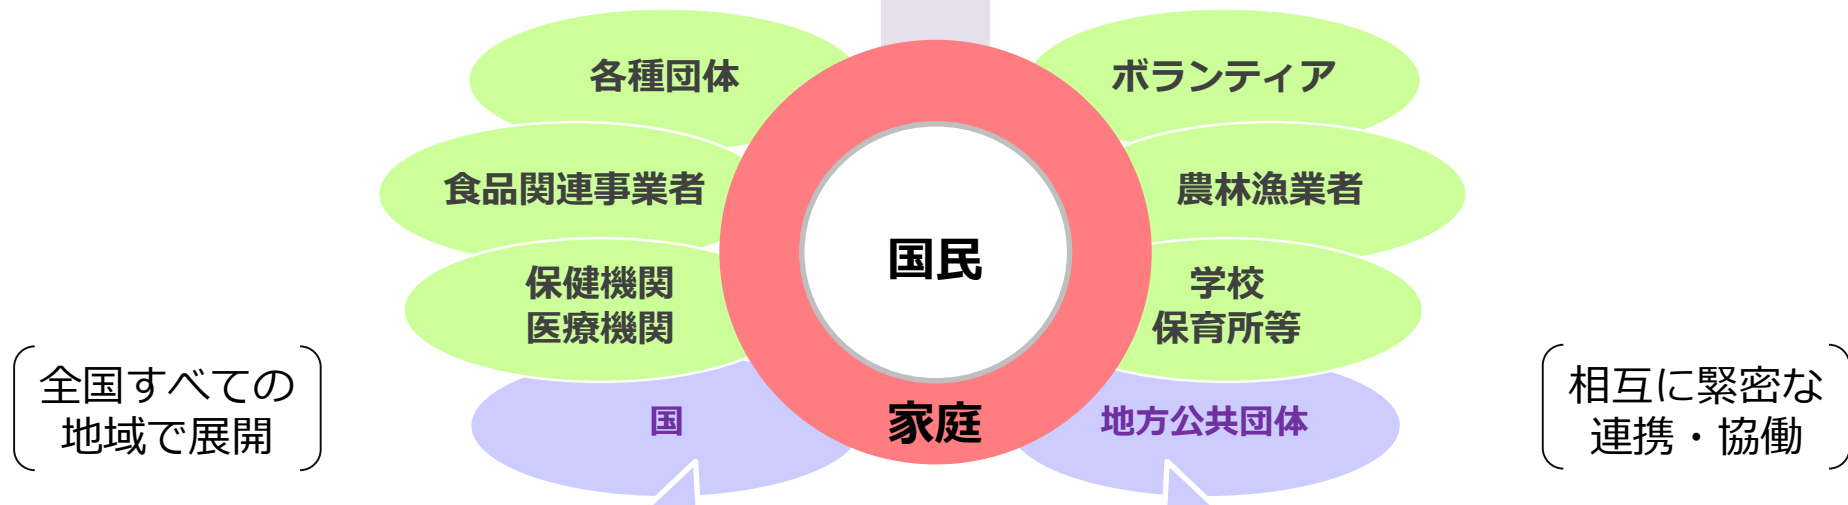 各種団体
ボランティア
食品関連事業者
農林漁業者
国民
保健機関
医療機関
学校
保育所等
全国すべての
地域で展開
相互に緊密な
連携・協働
国
家庭
地方公共団体